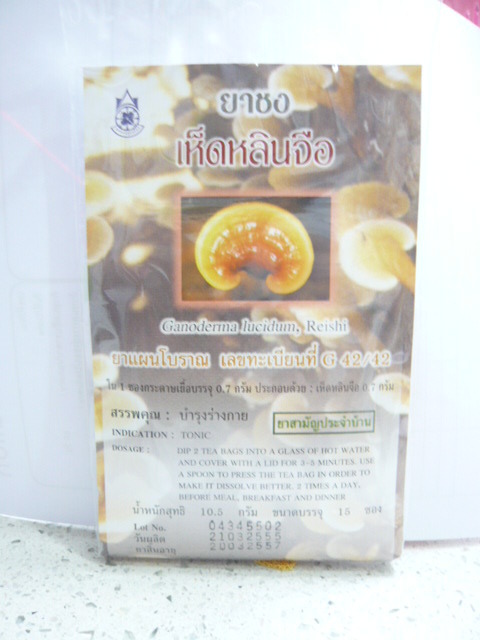 ยาชง
เห็ดหลินจือ
Ganoderma lucidum, Reishi
ยาแผนโบราณ เลขทะเบียนที่ G 42/42
ใน 1 ซองกระดาษเยื่อบรรจุ 0.7 กรัม ประกอบด้วย : เห็ดหลินจือ 0.7 กรัม
สรรพคุณ : บำรุงร่างกาย
ยาสามัญประจำบ้าน
INDICATION : TONIC
DOSAGE : DIP 2 TEA BAGS INTO A GLASS OF HOT WATER
AND COVER WITH A LID FOR 3-5 MINUTES. USE
A SPOON TO PRESS THE TEA BAG IN ORDER TO
MAKE IT DISSOLVE BETTER. 2 TIMES A DAY,
BEFORE MEAL, BREAKFAST AND DINNER
น้ำหนักสุทธิ 10.5 กรัม ขนาดบรรจุ 15 ซอง
Lot No. 04345502
วันผลิต 21032555
ยาสิ้นอายุ 20032557